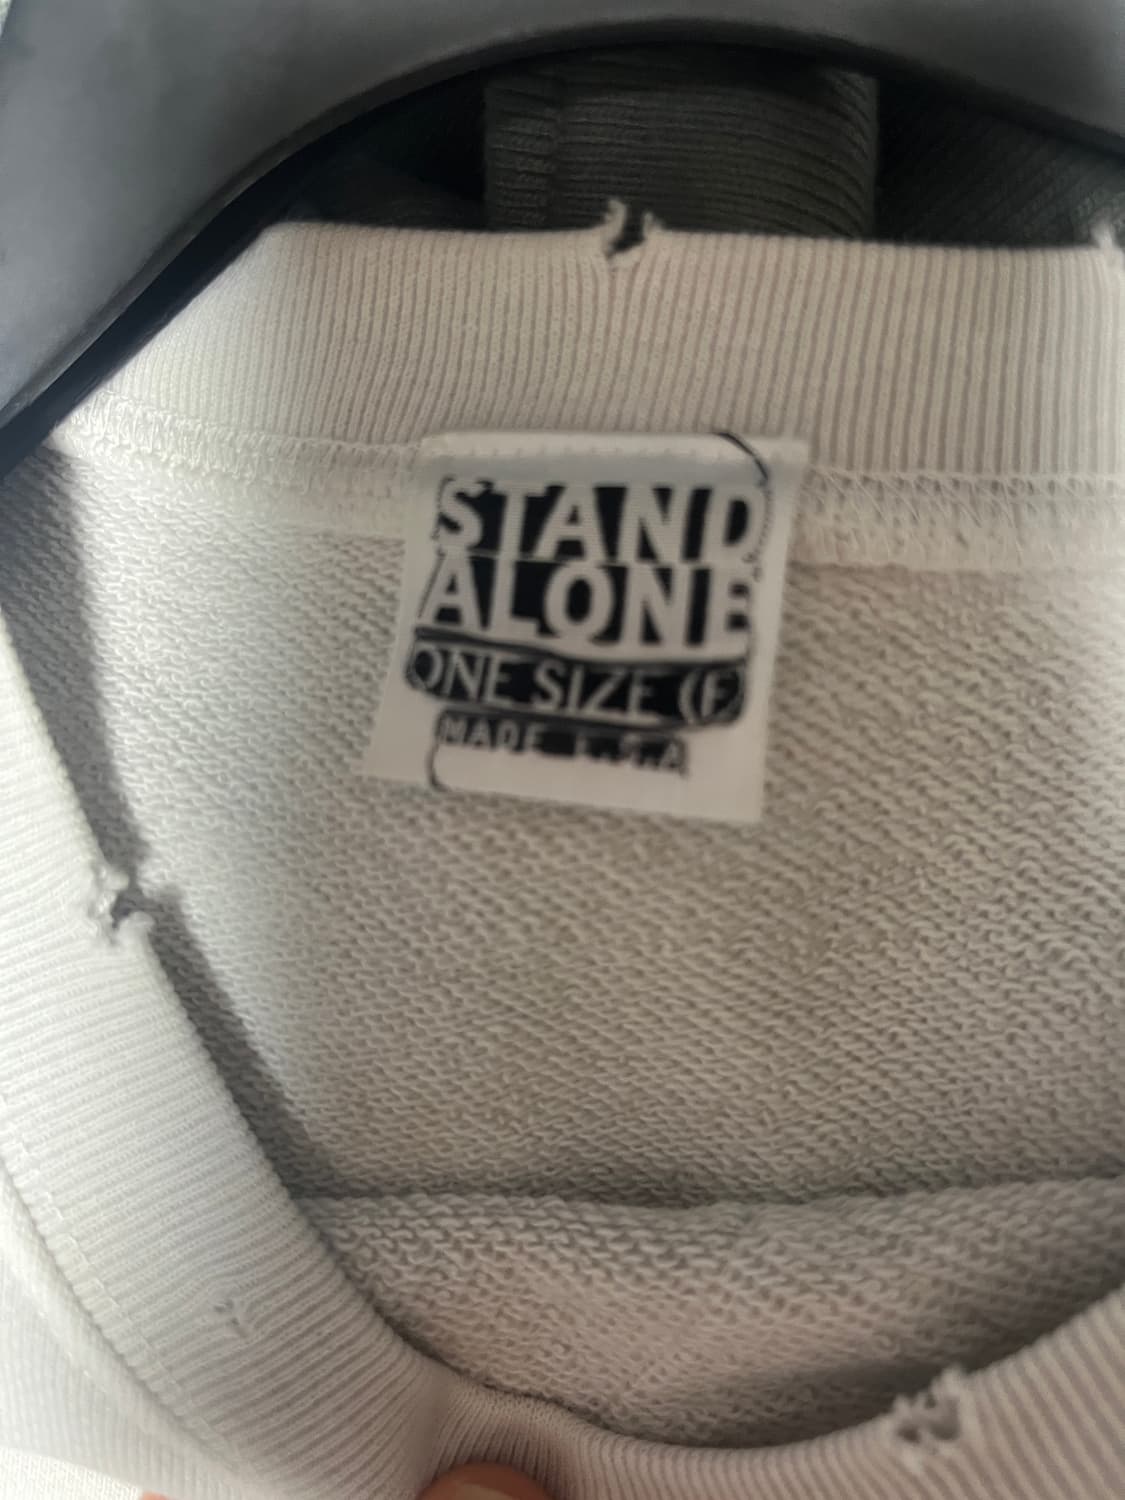 STAND
ALONE
ONE SIZE (F)
MADE U.S.A